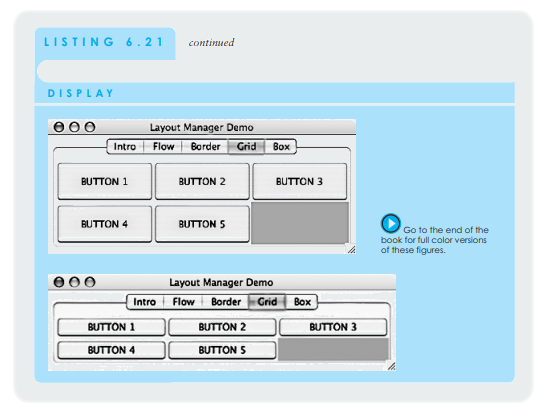 LISTING 6.21 continued
DISPLAY
Layout Manager Demo
Intro Flow Border Grid Box
BUTTON 1 BUTTON 2 BUTTON 3
BUTTON 4 BUTTON 5
Go to the end of the
book for full color versions
of these figures.
Layout Manager Demo
Intro Flow Border Grid Box
BUTTON 1 BUTTON 2 BUTTON 3
BUTTON 4 BUTTON 5